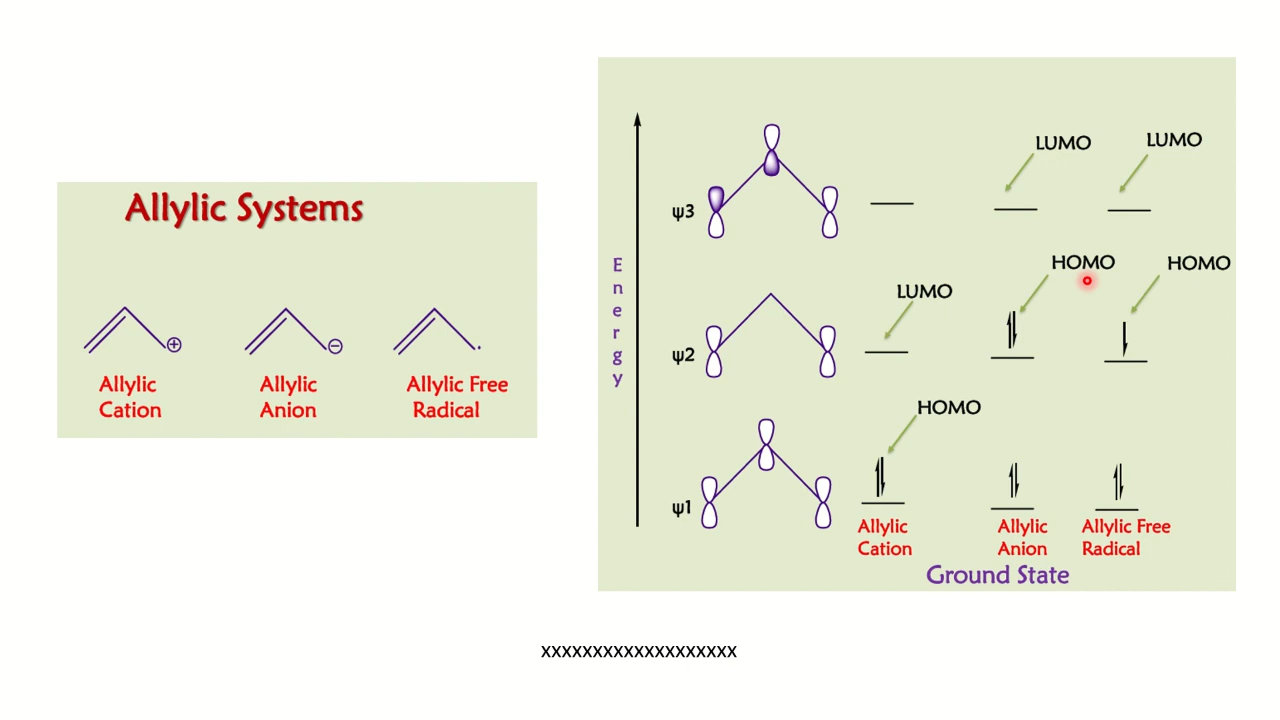 Allylic Systems
⊕
⊖
Allylic
Cation
Allylic
Anion
Allylic Free
Radical
Energy
ψ3
LUMO
LUMO
ψ2
LUMO
HOMO
HOMO
ψ1
HOMO
Allylic
Cation
Allylic
Anion
Allylic Free
Radical
Ground State
xxxxxxxxxxxxxxxxxxx